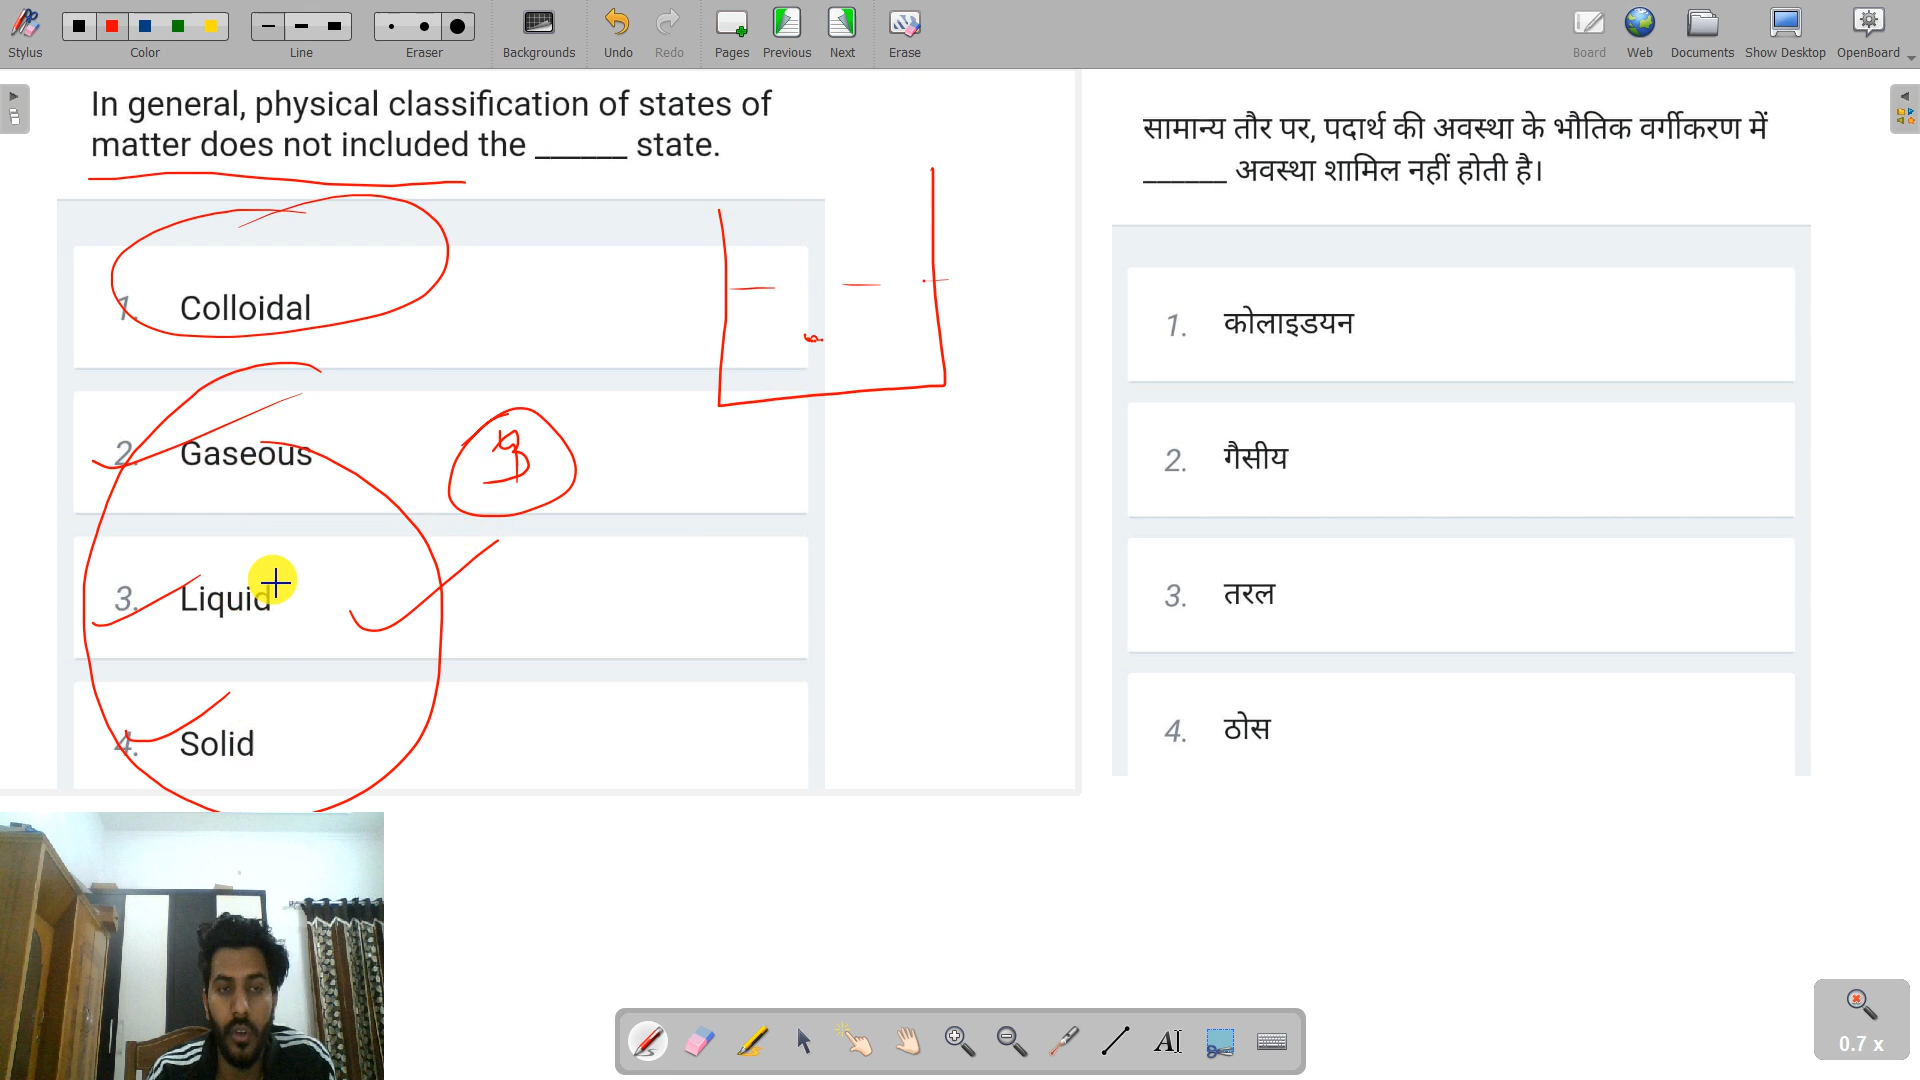 Stylus
Color
Line
Eraser
Backgrounds
Undo
Redo
Pages
Previous
Next
Erase
Board
Web
Documents
Show Desktop
OpenBoard
In general, physical classification of states of
matter does not included the ______ state.
1. Colloidal
2. Gaseous
3. Liquid
4. Solid
सामान्य तौर पर, पदार्थ की अवस्था के भौतिक वर्गीकरण में
______ अवस्था शामिल नहीं होती है।
1. कोलाइडयन
2. गैसीय
3. तरल
4. ठोस
0.7 x